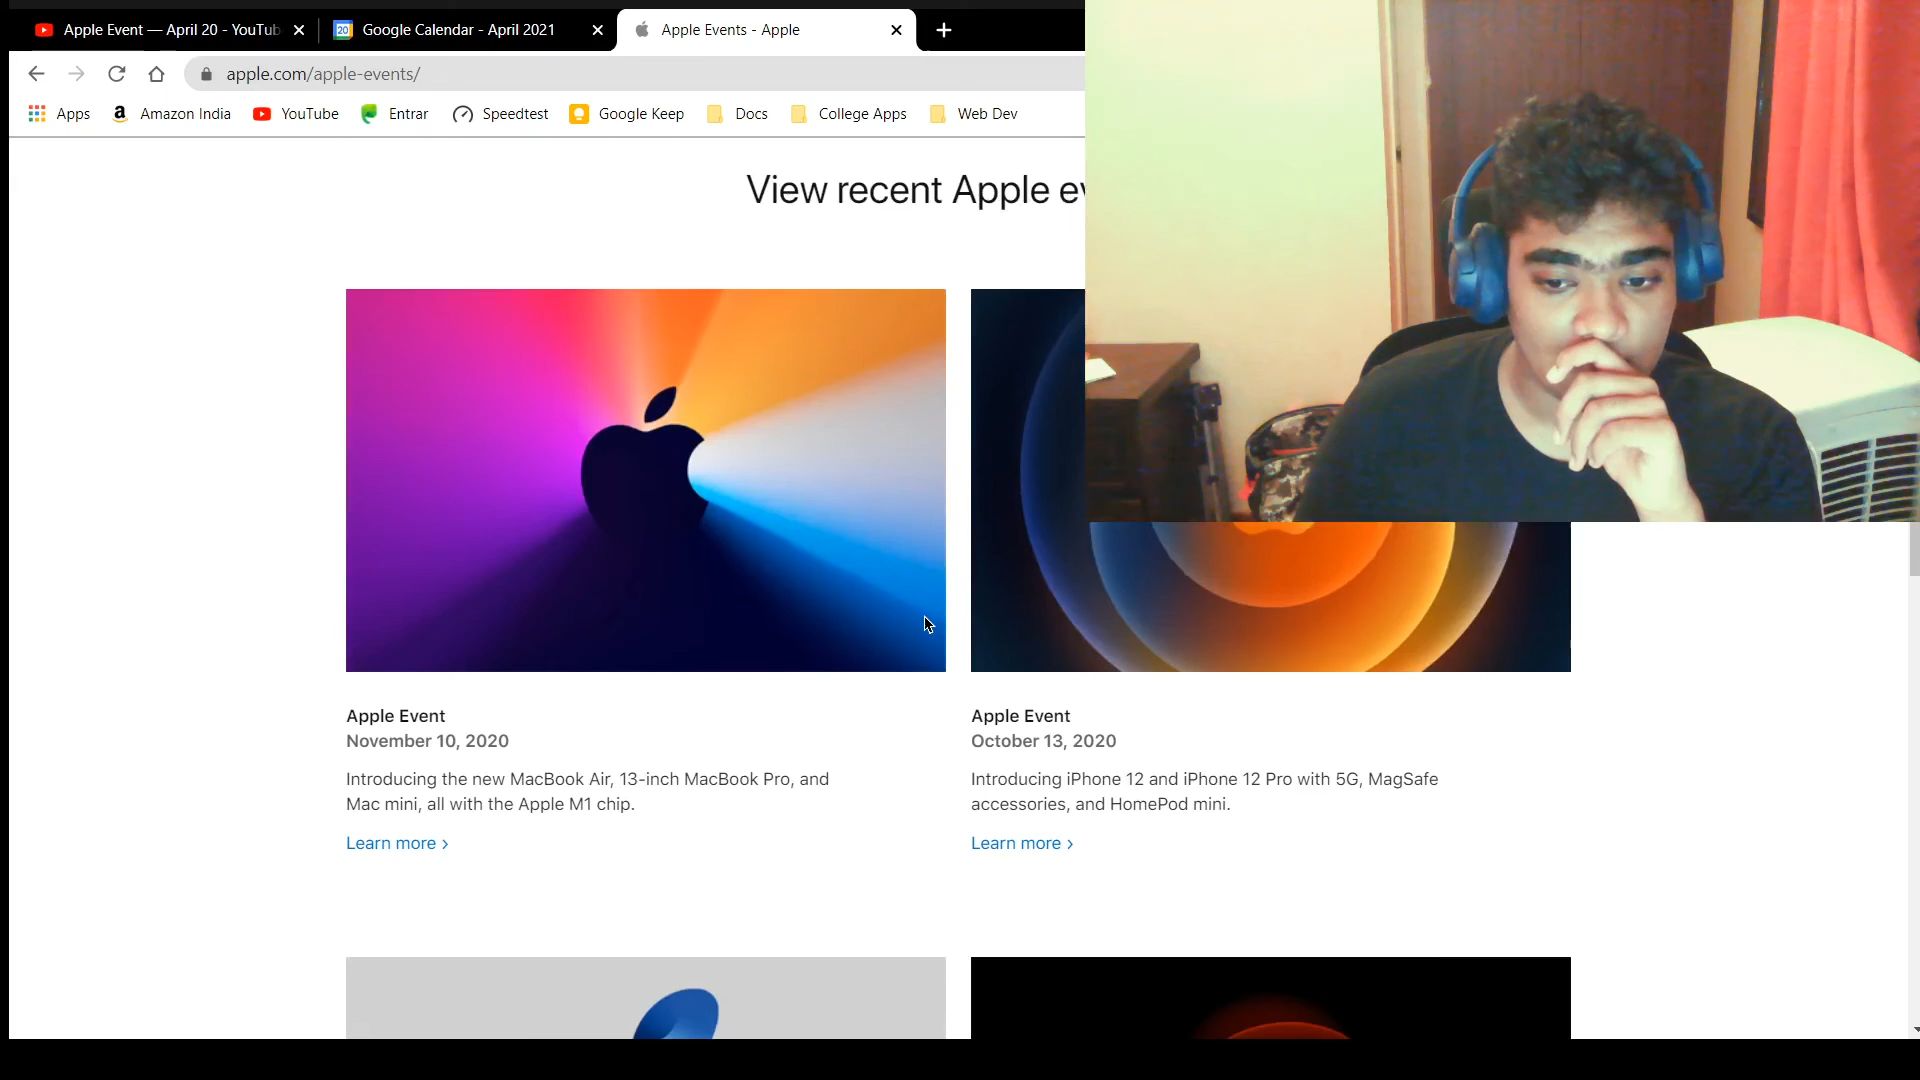 Apple Event — April 20 - YouTub
Google Calendar - April 2021
Apple Events - Apple
apple.com/apple-events/
Apps
Amazon India
YouTube
Entrar
Speedtest
Google Keep
Docs
College Apps
Web Dev
View recent Apple ev
Apple Event
November 10, 2020
Introducing the new MacBook Air, 13-inch MacBook Pro, and
Mac mini, all with the Apple M1 chip.
Learn more ›
Apple Event
October 13, 2020
Introducing iPhone 12 and iPhone 12 Pro with 5G, MagSafe
accessories, and HomePod mini.
Learn more ›